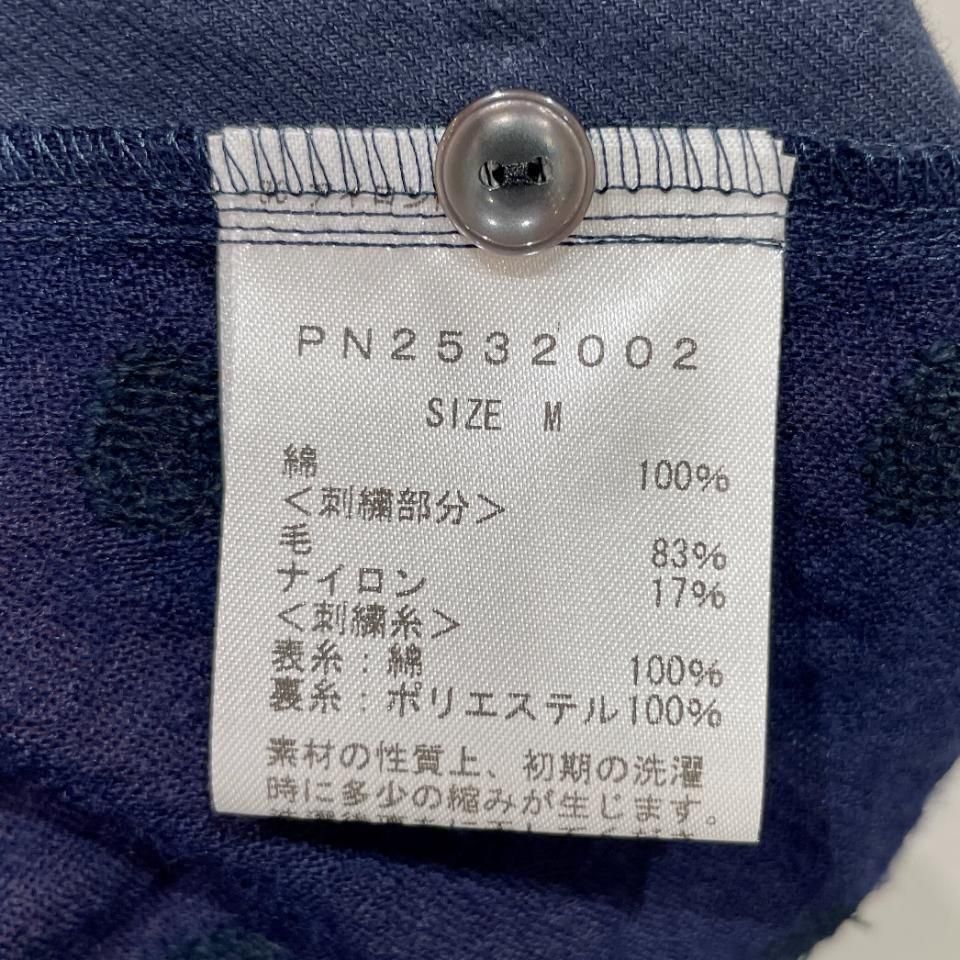 PN2532002
SIZE M
綿 100%
<刺繍部分>
毛 83%
ナイロン 17%
<刺繍糸>
表糸:綿 100%
裏糸:ポリエステル100%
素材の性質上、初期の洗濯
時に多少の縮みが生じます。